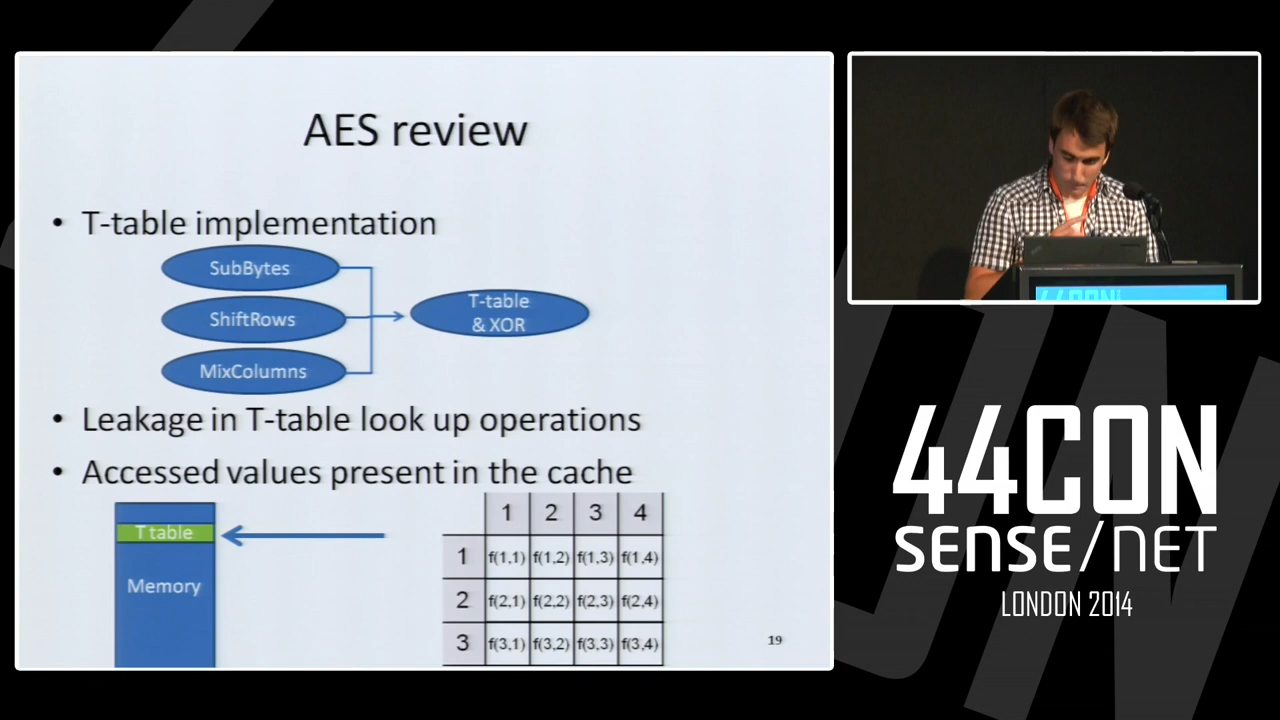 AES review
• T-table implementation
SubBytes
ShiftRows
MixColumns
T-table
& XOR
• Leakage in T-table look up operations
• Accessed values present in the cache
T table
Memory
1 2 3 4
1 f(1,1) f(1,2) f(1,3) f(1,4)
2 f(2,1) f(2,2) f(2,3) f(2,4)
3 f(3,1) f(3,2) f(3,3) f(3,4)
19
44CON
44CON
SENSE/NET
LONDON 2014